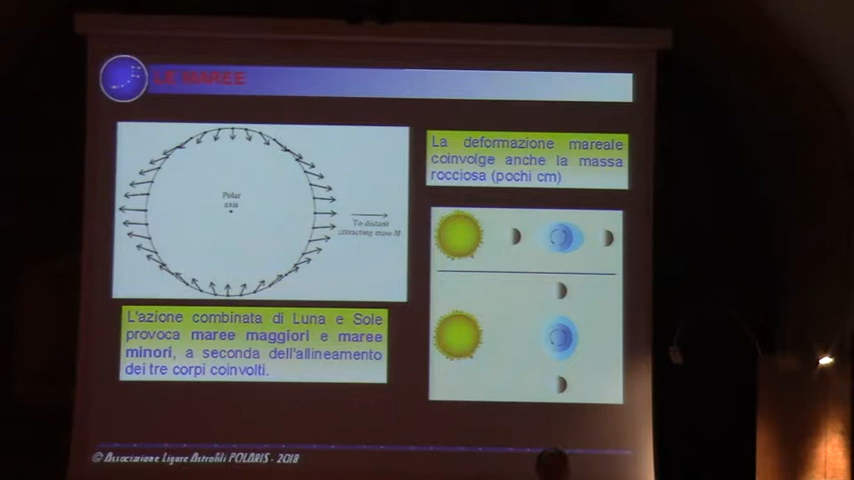 LE MAREE
Polar
axis
To distant
attracting mass M
La deformazione mareale
coinvolge anche la massa
rocciosa (pochi cm)
L'azione combinata di Luna e Sole
provoca maree maggiori e maree
minori, a seconda dell'allineamento
dei tre corpi coinvolti.
© Associazione Ligure Astrofili POLARIS - 2018